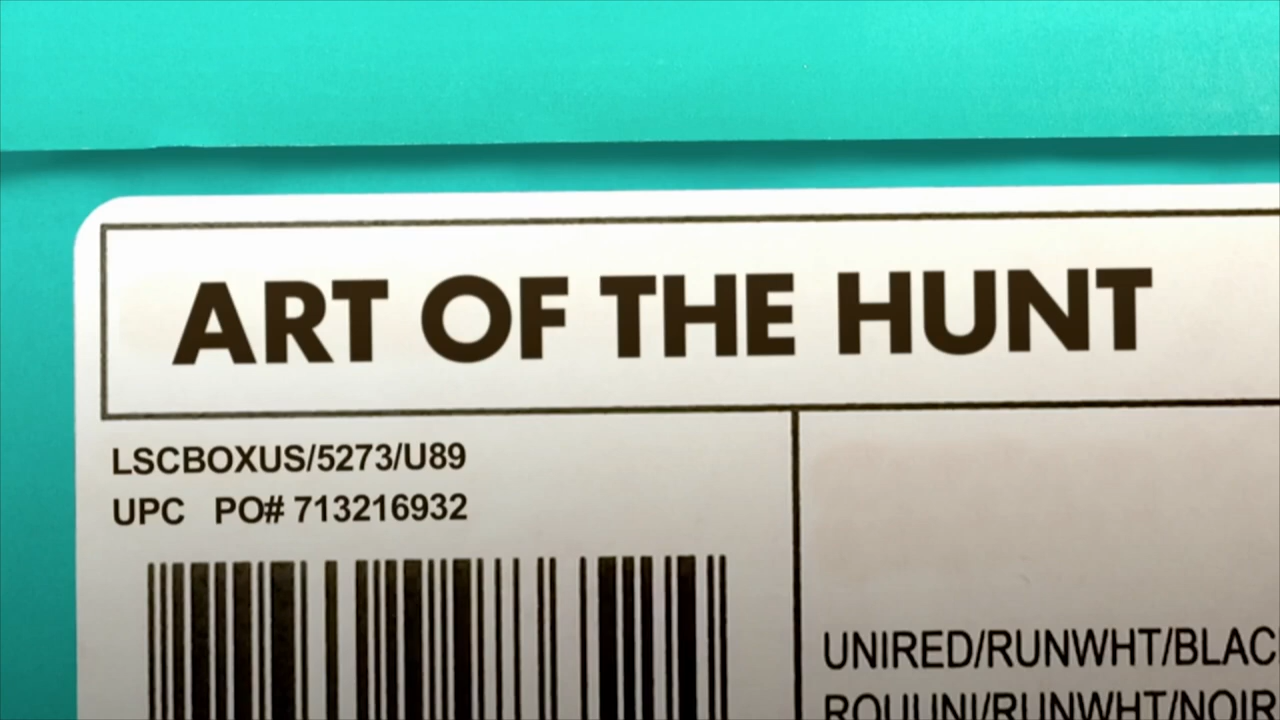 ART OF THE HUNT
LSCBOXUS/5273/U89
UPC PO# 713216932
UNIRED/RUNWHT/BLAC
ROUUNI/RUNWHT/NOIR